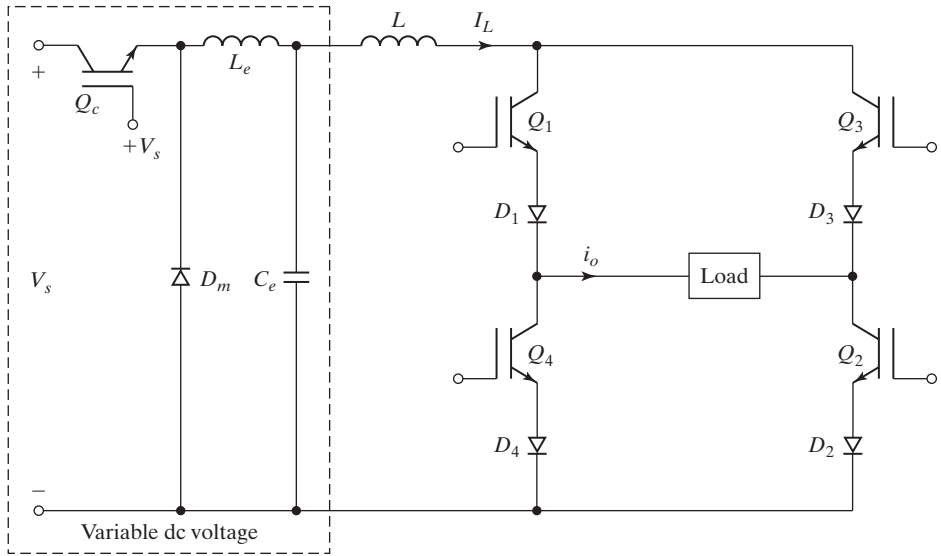 L
I_L
+
L_e
Q_c
+V_s
Q_1
Q_3
D_1
D_3
i_o
V_s
D_m
C_e
Load
Q_4
Q_2
D_4
D_2
−
Variable dc voltage